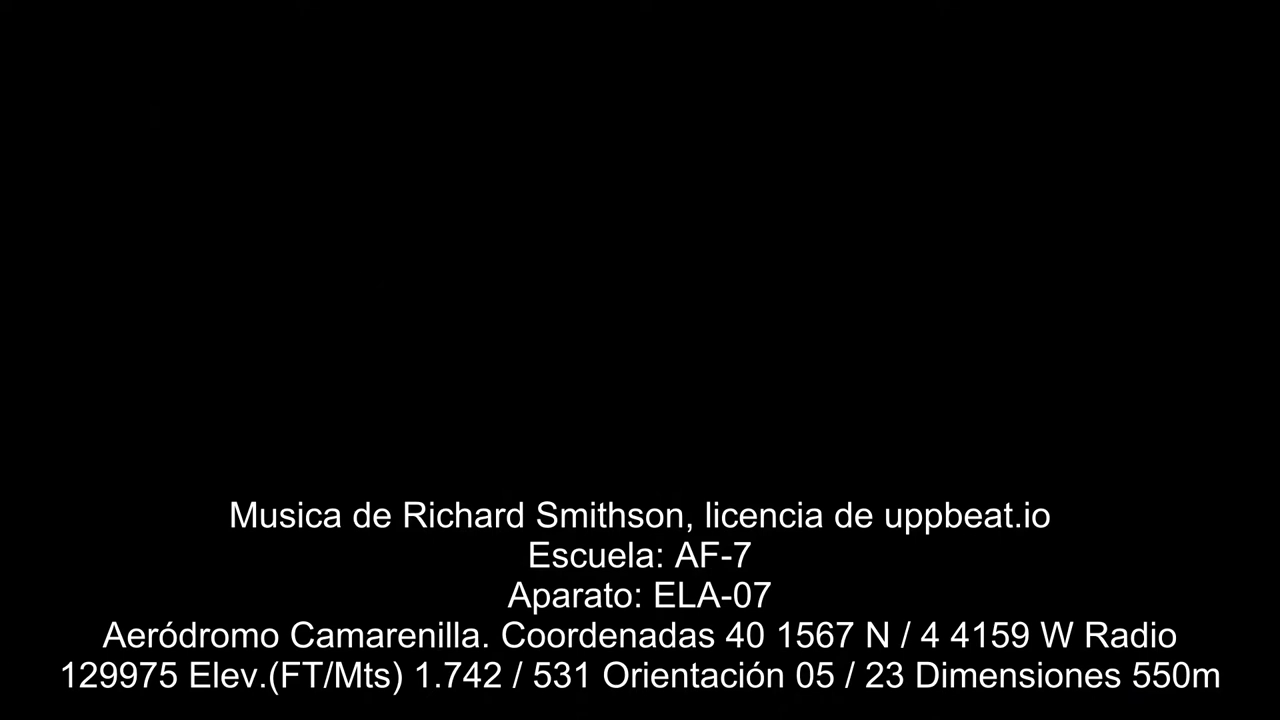 Musica de Richard Smithson, licencia de uppbeat.io
Escuela: AF-7
Aparato: ELA-07
Aeródromo Camarenilla. Coordenadas 40 1567 N / 4 4159 W Radio
129975 Elev.(FT/Mts) 1.742 / 531 Orientación 05 / 23 Dimensiones 550m